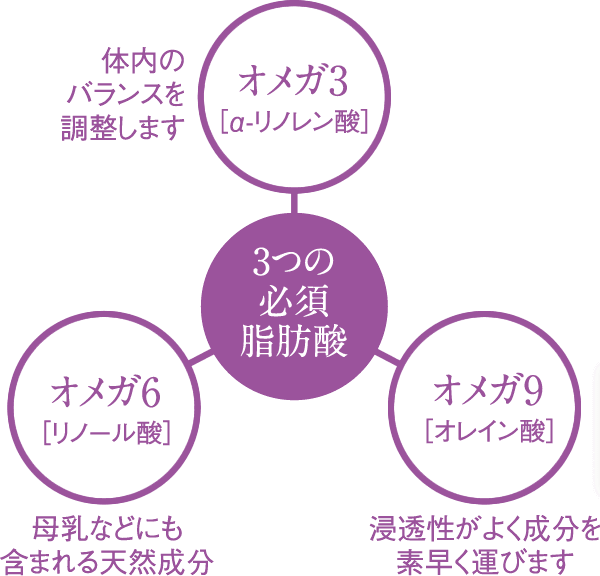 体内の
バランスを
調整します
オメガ3
[α-リノレン酸]
3つの
必須
脂肪酸
オメガ6
[リノール酸]
母乳などにも
含まれる天然成分
オメガ9
[オレイン酸]
浸透性がよく成分を
素早く運びます